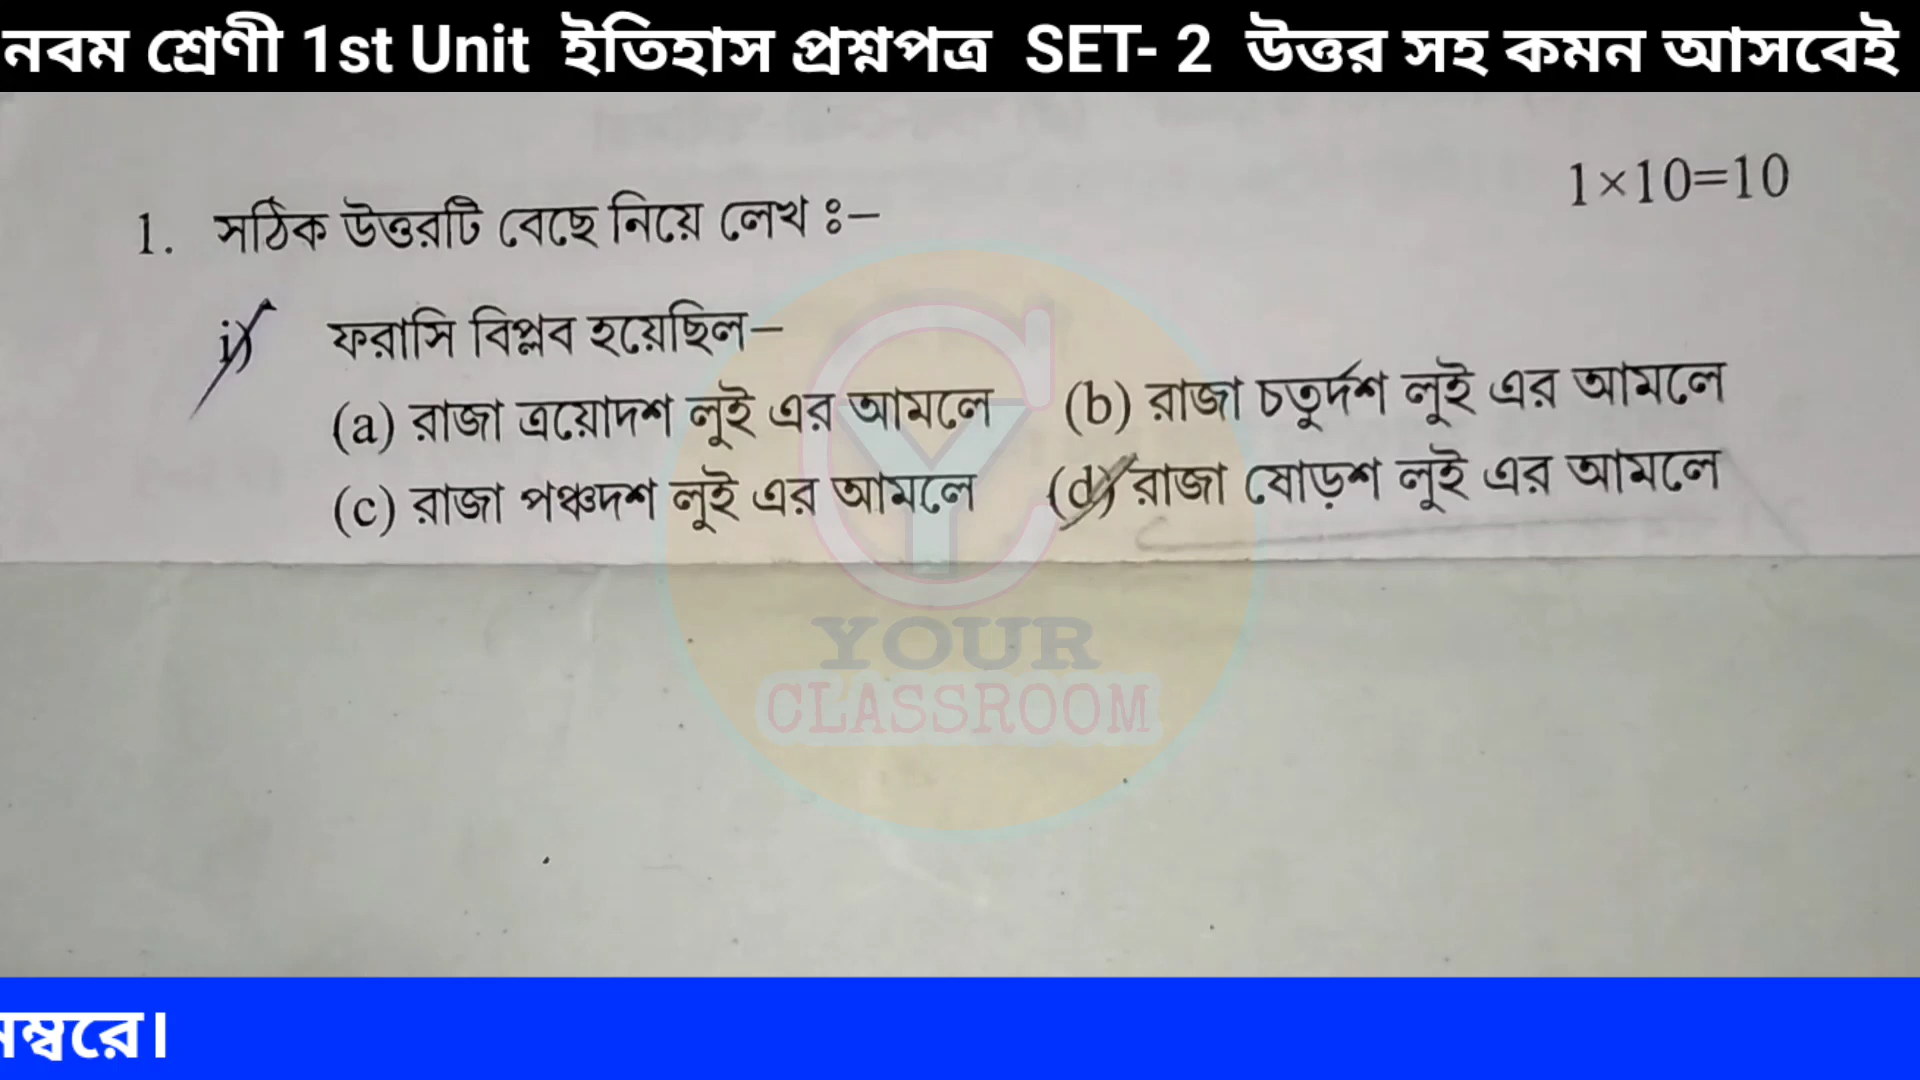 নবম শ্রেণী 1st Unit ইতিহাস প্রশ্নপত্র SET- 2 উত্তর সহ কমন আসবেই
1×10=10
1. সঠিক উত্তরটি বেছে নিয়ে লেখ ঃ–
i) ফরাসি বিপ্লব হয়েছিল–
(a) রাজা ত্রয়োদশ লুই এর আমলে (b) রাজা চতুর্দশ লুই এর আমলে
(c) রাজা পঞ্চদশ লুই এর আমলে (d) রাজা ষোড়শ লুই এর আমলে
YC
YOUR
CLASSROOM